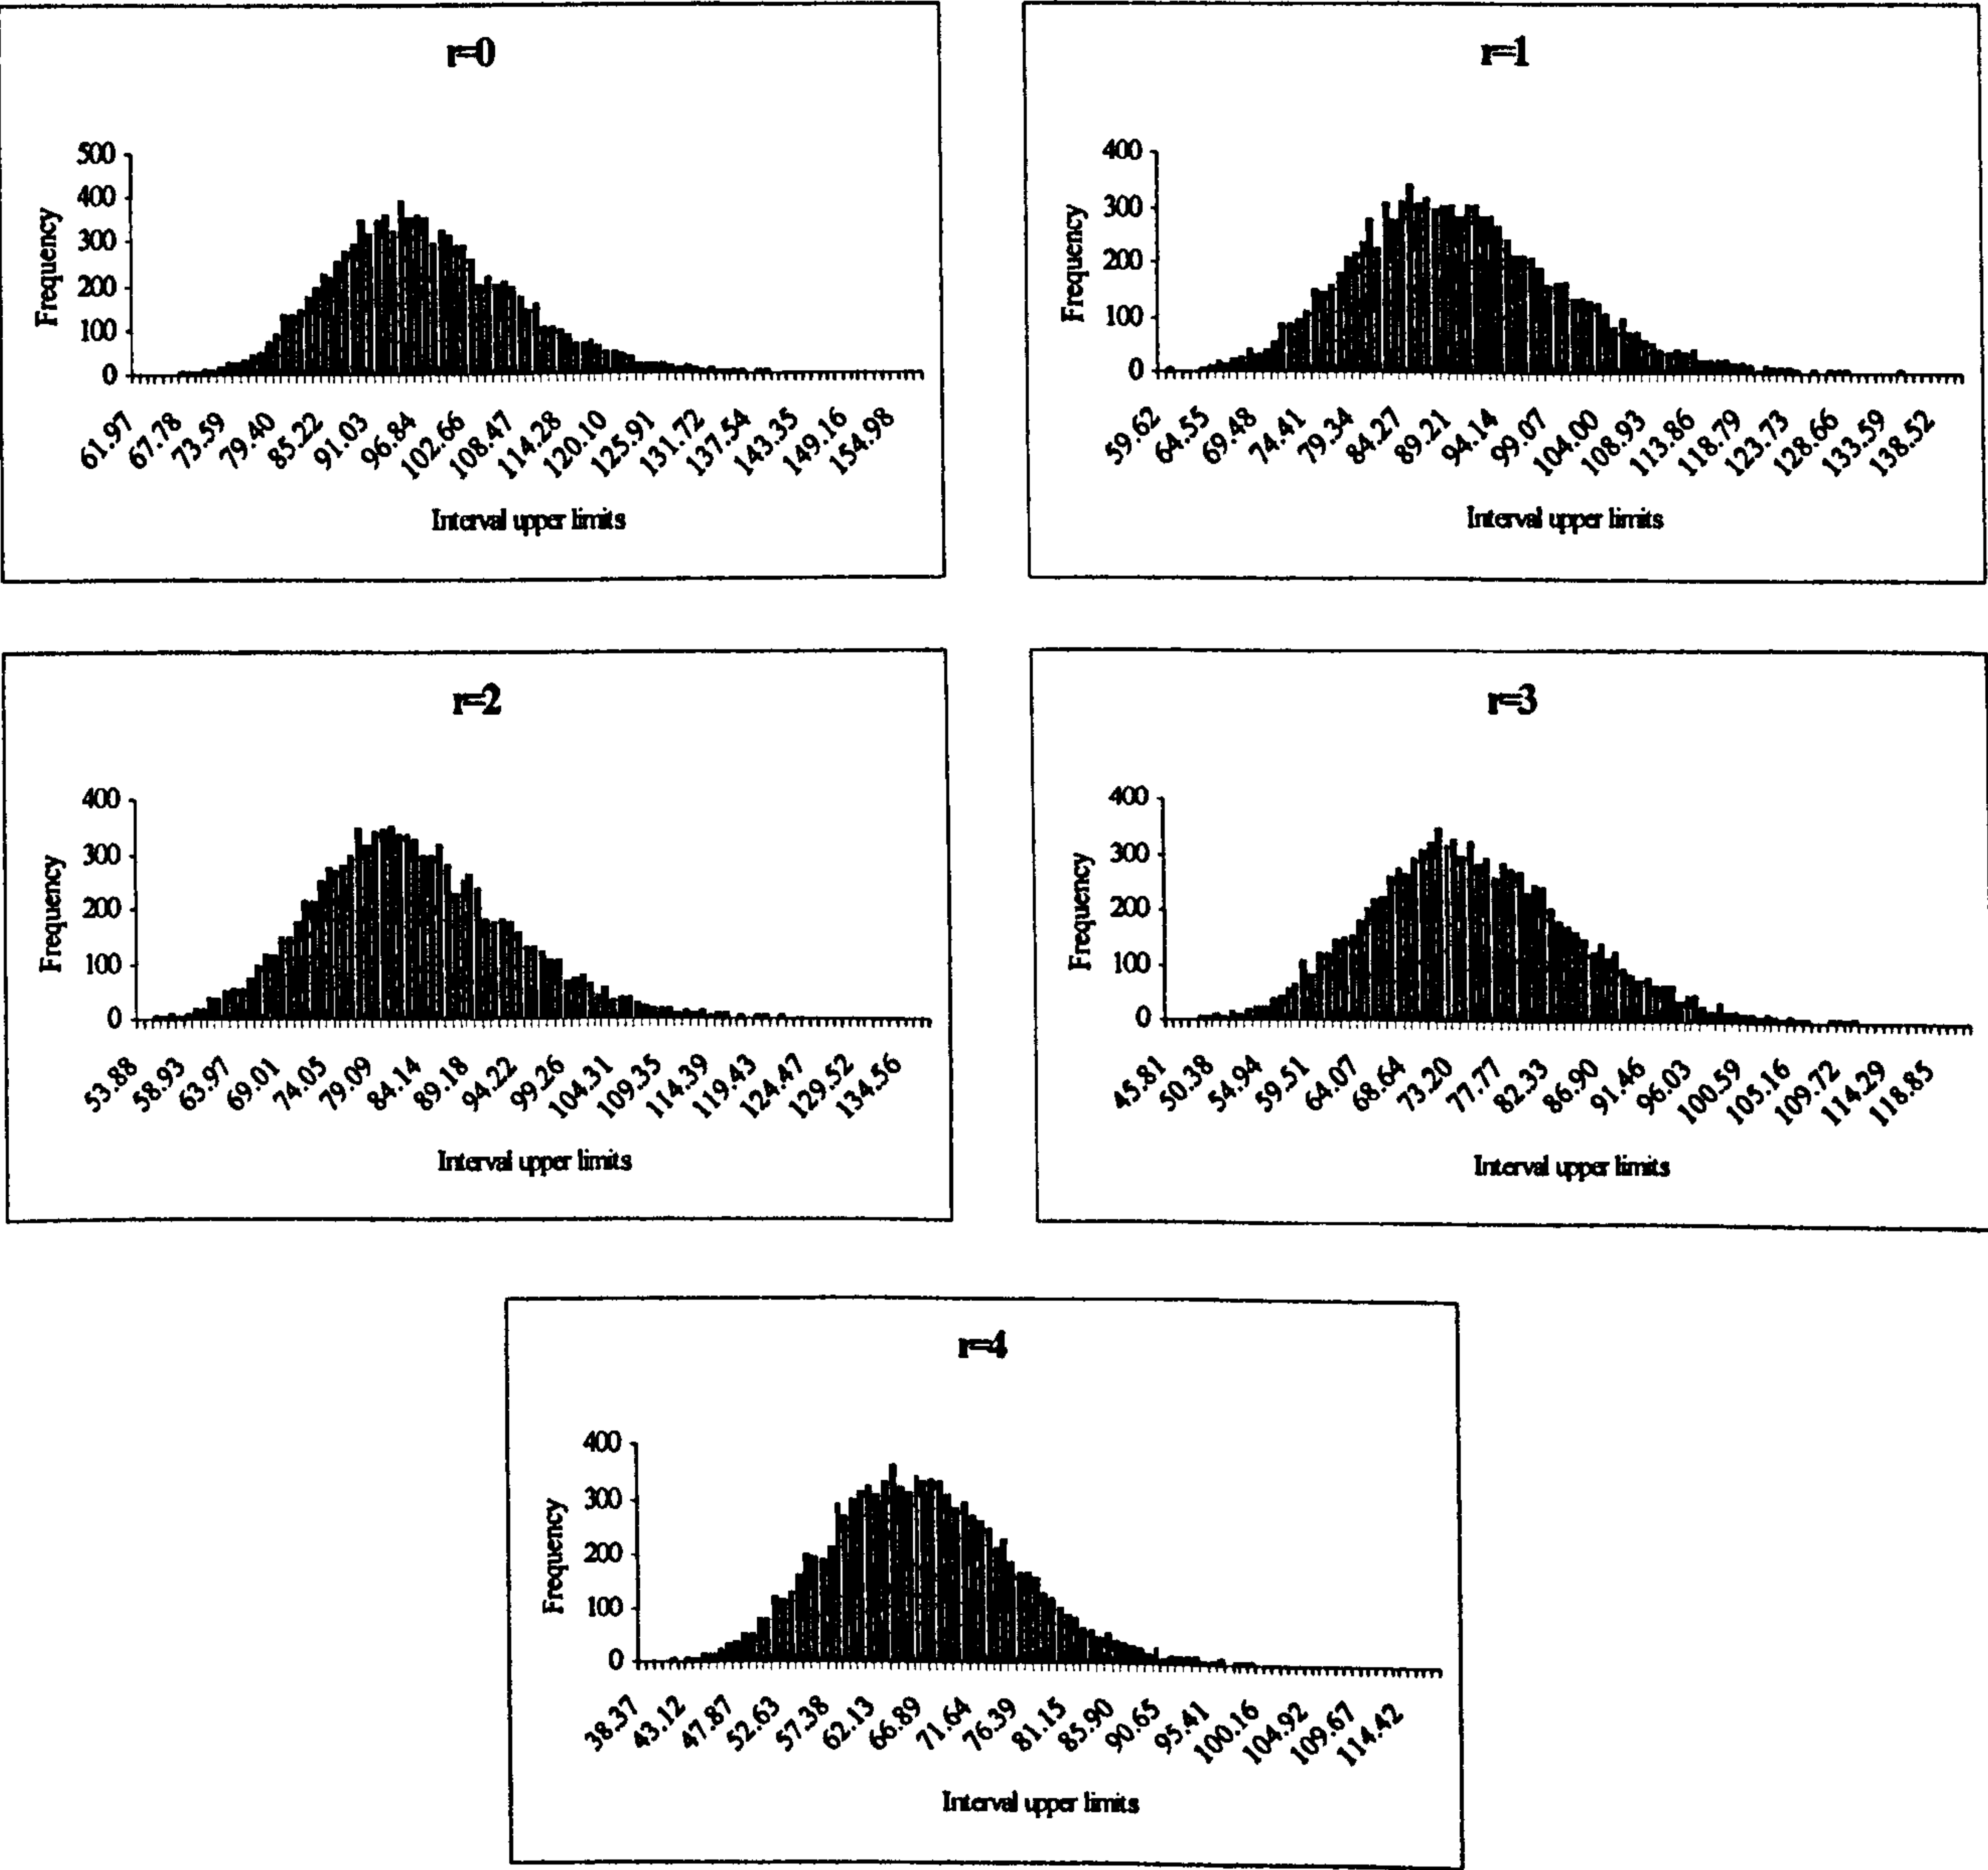 r=0
500
400
300
200
100
0
Frequency
61.97 67.78 73.59 79.40 85.22 91.03 96.84 102.66 108.47 114.28 120.10 125.91 131.72 137.54 143.35 149.16 154.98
Interval upper limits
r=1
400
300
200
100
0
Frequency
59.62 64.55 69.48 74.41 79.34 84.27 89.21 94.14 99.07 104.00 108.93 113.86 118.79 123.73 128.66 133.59 138.52
Interval upper limits
r=2
400
300
200
100
0
Frequency
53.88 58.93 63.97 69.01 74.05 79.09 84.14 89.18 94.22 99.26 104.31 109.35 114.39 119.43 124.47 129.52 134.56
Interval upper limits
r=3
400
300
200
100
0
Frequency
45.81 50.38 54.94 59.51 64.07 68.64 73.20 77.77 82.33 86.90 91.46 96.03 100.59 105.16 109.72 114.29 118.85
Interval upper limits
r=4
400
300
200
100
0
Frequency
38.37 43.12 47.87 52.63 57.38 62.13 66.89 71.64 76.39 81.15 85.90 90.65 95.41 100.16 104.92 109.67 114.42
Interval upper limits